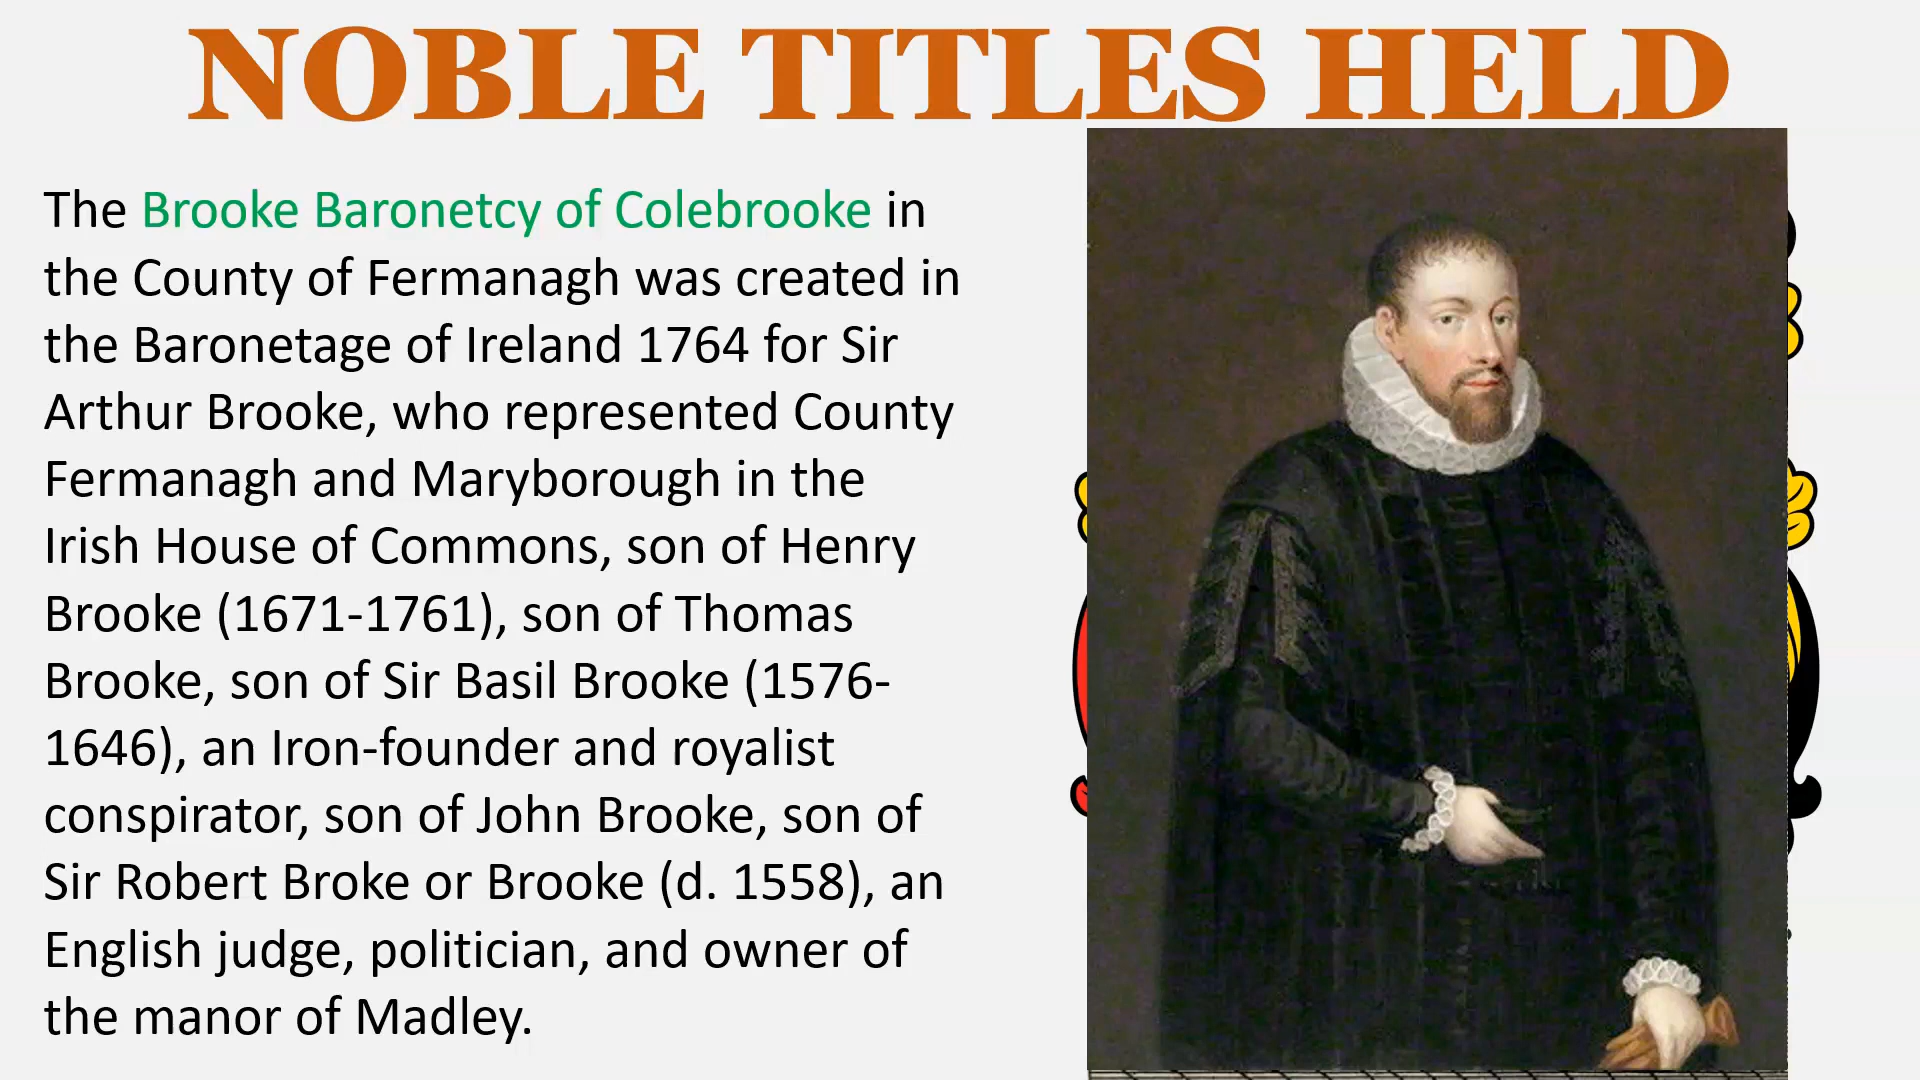 NOBLE TITLES HELD
The Brooke Baronetcy of Colebrooke in
the County of Fermanagh was created in
the Baronetage of Ireland 1764 for Sir
Arthur Brooke, who represented County
Fermanagh and Maryborough in the
Irish House of Commons, son of Henry
Brooke (1671-1761), son of Thomas
Brooke, son of Sir Basil Brooke (1576-
1646), an Iron-founder and royalist
conspirator, son of John Brooke, son of
Sir Robert Broke or Brooke (d. 1558), an
English judge, politician, and owner of
the manor of Madley.